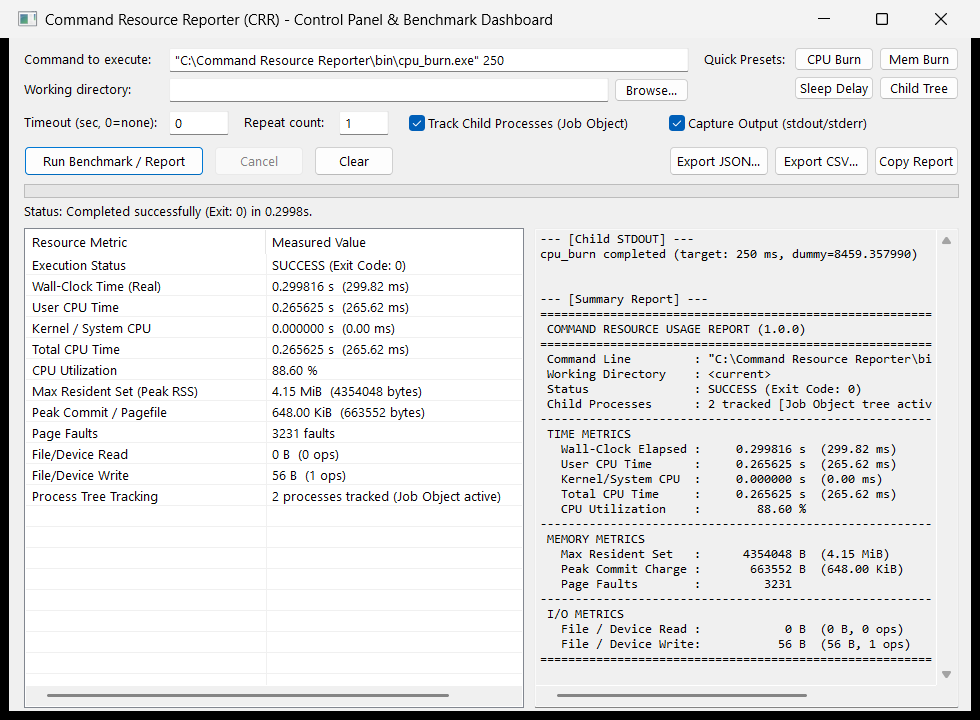 Command Resource Reporter (CRR) - Control Panel & Benchmark Dashboard
Command to execute: "C:\Command Resource Reporter\bin\cpu_burn.exe" 250 Quick Presets: CPU Burn Mem Burn
Working directory: Browse... Sleep Delay Child Tree
Timeout (sec, 0=none): 0 Repeat count: 1 Track Child Processes (Job Object) Capture Output (stdout/stderr)
Run Benchmark / Report Cancel Clear Export JSON... Export CSV... Copy Report
Status: Completed successfully (Exit: 0) in 0.2998s.
Resource Metric Measured Value
Execution Status SUCCESS (Exit Code: 0)
Wall-Clock Time (Real) 0.299816 s (299.82 ms)
User CPU Time 0.265625 s (265.62 ms)
Kernel / System CPU 0.000000 s (0.00 ms)
Total CPU Time 0.265625 s (265.62 ms)
CPU Utilization 88.60 %
Max Resident Set (Peak RSS) 4.15 MiB (4354048 bytes)
Peak Commit / Pagefile 648.00 KiB (663552 bytes)
Page Faults 3231 faults
File/Device Read 0 B (0 ops)
File/Device Write 56 B (1 ops)
Process Tree Tracking 2 processes tracked (Job Object active)
--- [Child STDOUT] ---
cpu_burn completed (target: 250 ms, dummy=8459.357990)
--- [Summary Report] ---
========================================================
COMMAND RESOURCE USAGE REPORT (1.0.0)
========================================================
Command Line : "C:\Command Resource Reporter\bi
Working Directory : <current>
Status : SUCCESS (Exit Code: 0)
Child Processes : 2 tracked [Job Object tree activ
--------------------------------------------------------
TIME METRICS
Wall-Clock Elapsed : 0.299816 s (299.82 ms)
User CPU Time : 0.265625 s (265.62 ms)
Kernel/System CPU : 0.000000 s (0.00 ms)
Total CPU Time : 0.265625 s (265.62 ms)
CPU Utilization : 88.60 %
--------------------------------------------------------
MEMORY METRICS
Max Resident Set : 4354048 B (4.15 MiB)
Peak Commit Charge : 663552 B (648.00 KiB)
Page Faults : 3231
--------------------------------------------------------
I/O METRICS
File / Device Read : 0 B (0 B, 0 ops)
File / Device Write: 56 B (56 B, 1 ops)
========================================================